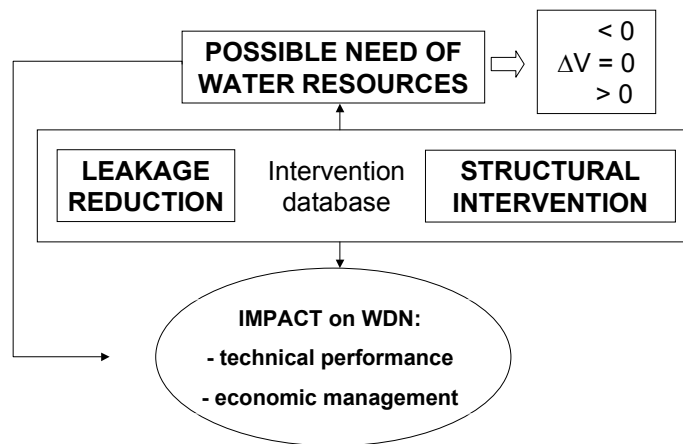 POSSIBLE NEED OF
WATER RESOURCES
< 0
∆V = 0
> 0
LEAKAGE
REDUCTION
Intervention
database
STRUCTURAL
INTERVENTION
IMPACT on WDN:
- technical performance
- economic management